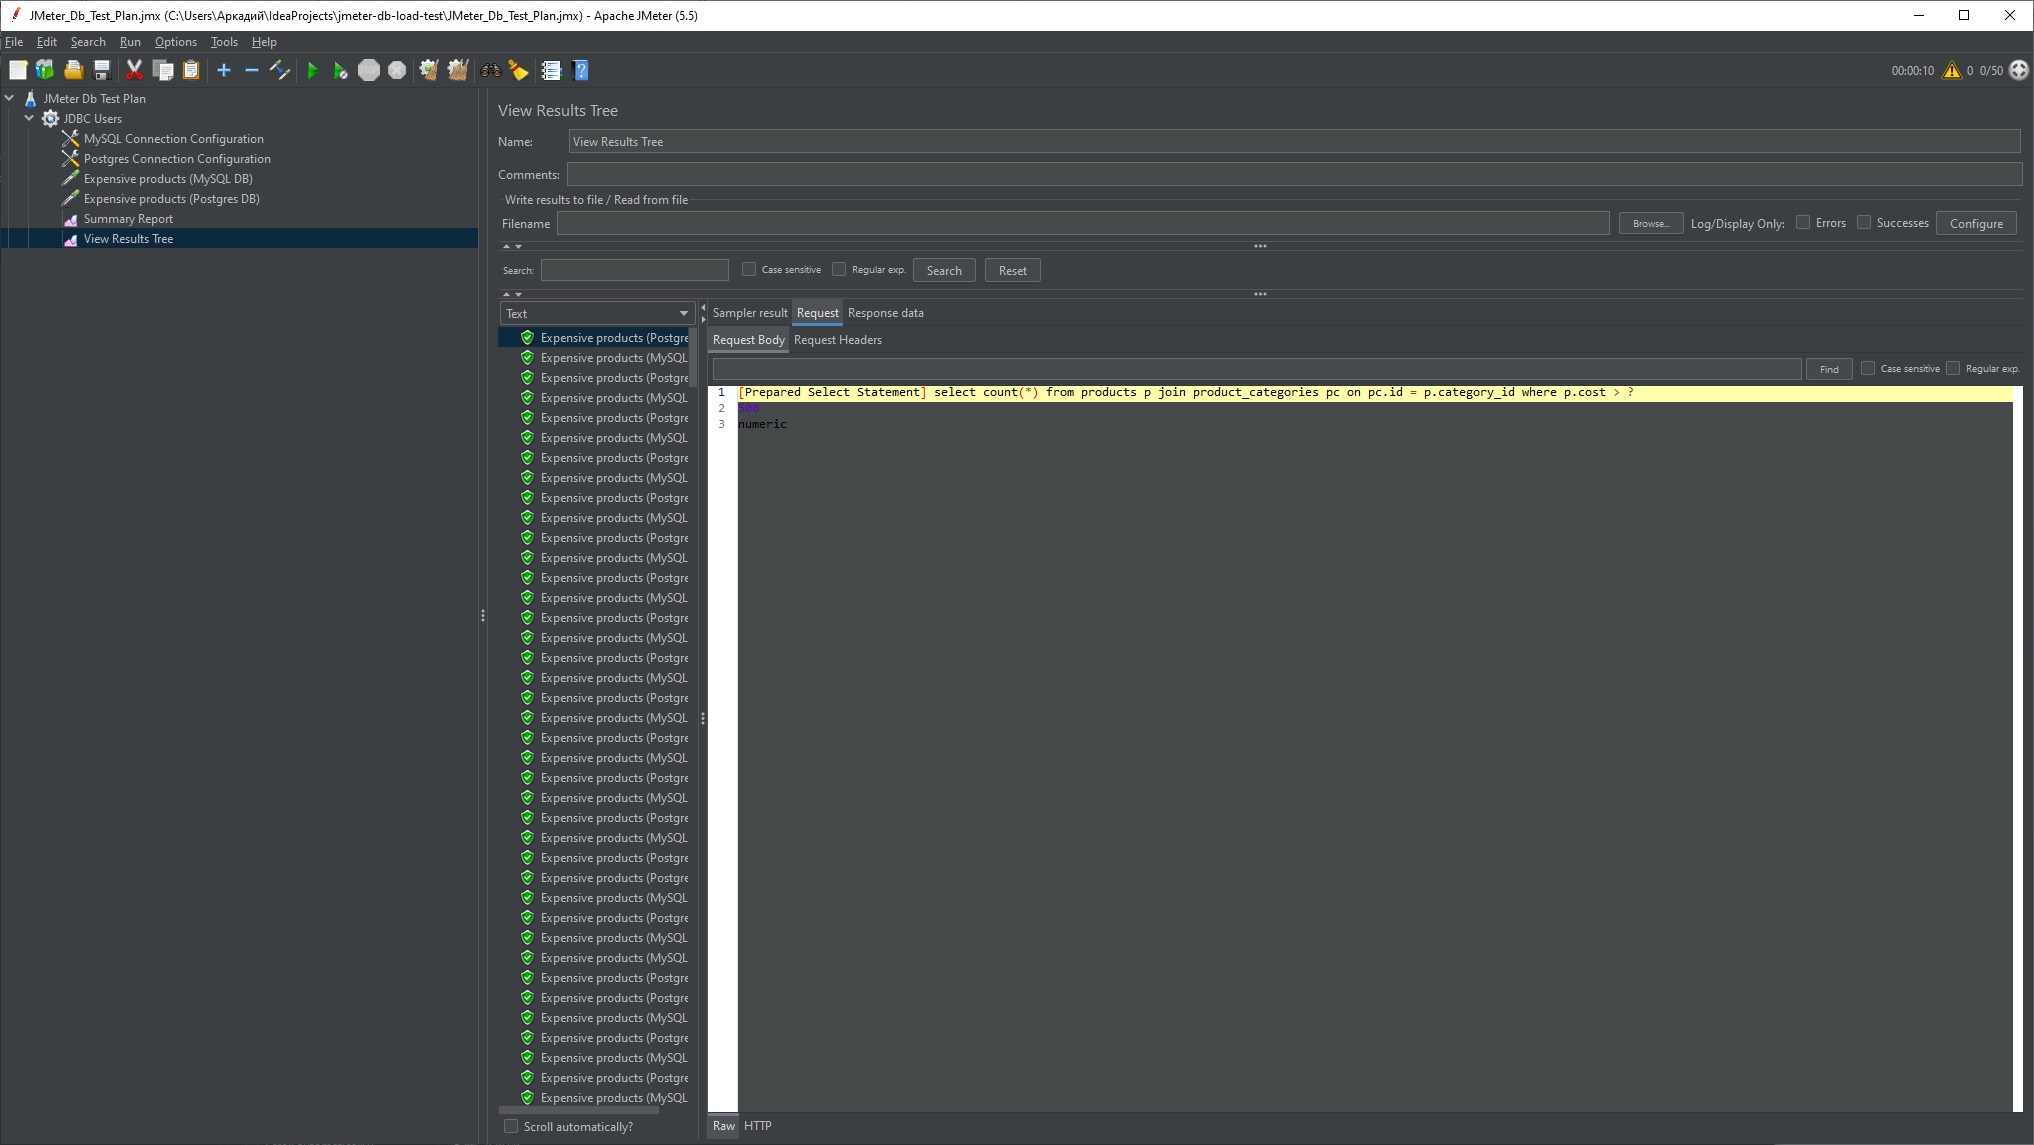 JMeter_Db_Test_Plan.jmx (C:\Users\Аркадий\IdeaProjects\jmeter-db-load-test\JMeter_Db_Test_Plan.jmx) - Apache JMeter (5.5)
File Edit Search Run Options Tools Help
STOP
00:00:10 0 0/50
JMeter Db Test Plan
JDBC Users
MySQL Connection Configuration
Postgres Connection Configuration
Expensive products (MySQL DB)
Expensive products (Postgres DB)
Summary Report
View Results Tree
View Results Tree
Name: View Results Tree
Comments:
Write results to file / Read from file
Filename Browse... Log/Display Only: Errors Successes Configure
Search: Case sensitive Regular exp. Search Reset
Text
Expensive products (Postgre
Expensive products (MySQL
Expensive products (Postgre
Expensive products (MySQL
Expensive products (Postgre
Expensive products (MySQL
Expensive products (Postgre
Expensive products (MySQL
Expensive products (Postgre
Expensive products (MySQL
Expensive products (Postgre
Expensive products (MySQL
Expensive products (Postgre
Expensive products (MySQL
Expensive products (Postgre
Expensive products (MySQL
Expensive products (Postgre
Expensive products (MySQL
Expensive products (Postgre
Expensive products (MySQL
Expensive products (Postgre
Expensive products (MySQL
Expensive products (Postgre
Expensive products (MySQL
Expensive products (Postgre
Expensive products (MySQL
Expensive products (Postgre
Expensive products (Postgre
Expensive products (MySQL
Expensive products (Postgre
Expensive products (MySQL
Expensive products (MySQL
Expensive products (Postgre
Expensive products (Postgre
Expensive products (MySQL
Expensive products (Postgre
Expensive products (MySQL
Expensive products (Postgre
Expensive products (MySQL
Scroll automatically?
Sampler result Request Response data
Request Body Request Headers
Find Case sensitive Regular exp.
1 [Prepared Select Statement] select count(*) from products p join product_categories pc on pc.id = p.category_id where p.cost > ?
2 500
3 numeric
Raw HTTP